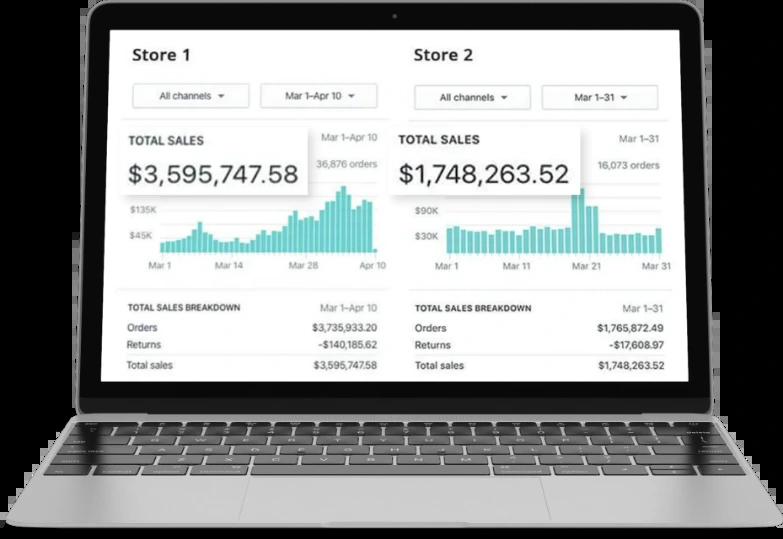 Store 1
All channels
Mar 1–Apr 10
TOTAL SALES
Mar 1–Apr 10
$3,595,747.58
36,876 orders
$135K
$45K
Mar 1
Mar 14
Mar 28
Apr 10
TOTAL SALES BREAKDOWN
Mar 1–Apr 10
Orders
$3,735,933.20
Returns
-$140,185.62
Total sales
$3,595,747.58
Store 2
All channels
Mar 1–31
TOTAL SALES
Mar 1–31
$1,748,263.52
16,073 orders
$90K
$30K
Mar 1
Mar 11
Mar 21
Mar 31
TOTAL SALES BREAKDOWN
Mar 1–31
Orders
$1,765,872.49
Returns
-$17,608.97
Total sales
$1,748,263.52